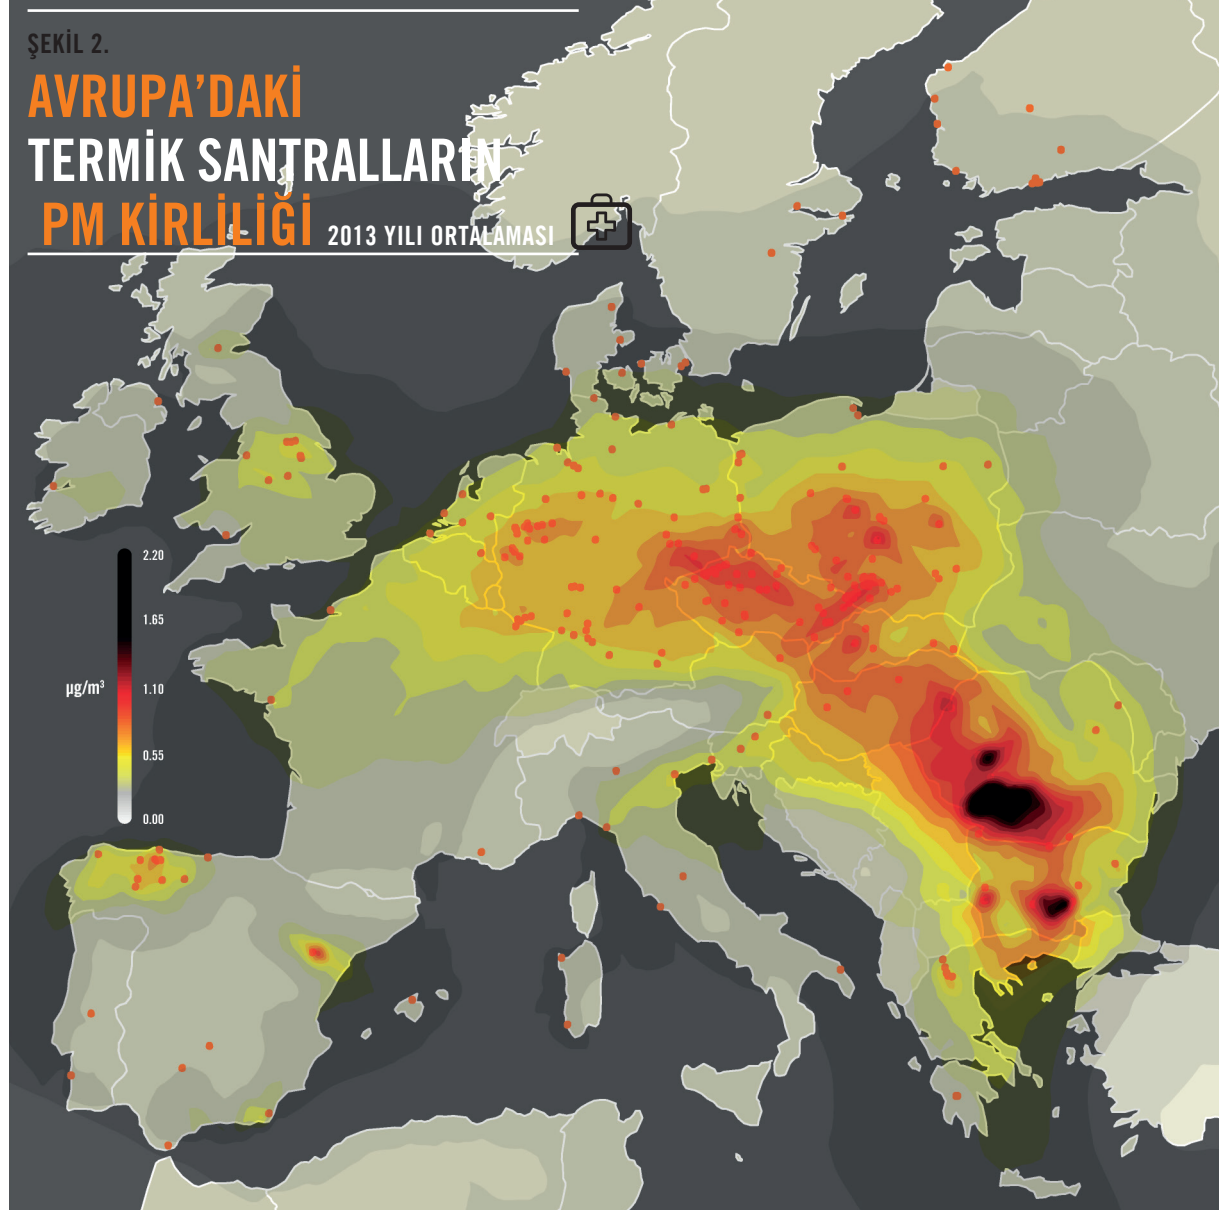 ŞEKİL 2.
AVRUPA’DAKİ
TERMİK SANTRALLARIN
PM KİRLİLİĞİ 2013 YILI ORTALAMASI
2.20
1.65
µg/m³ 1.10
0.55
0.00